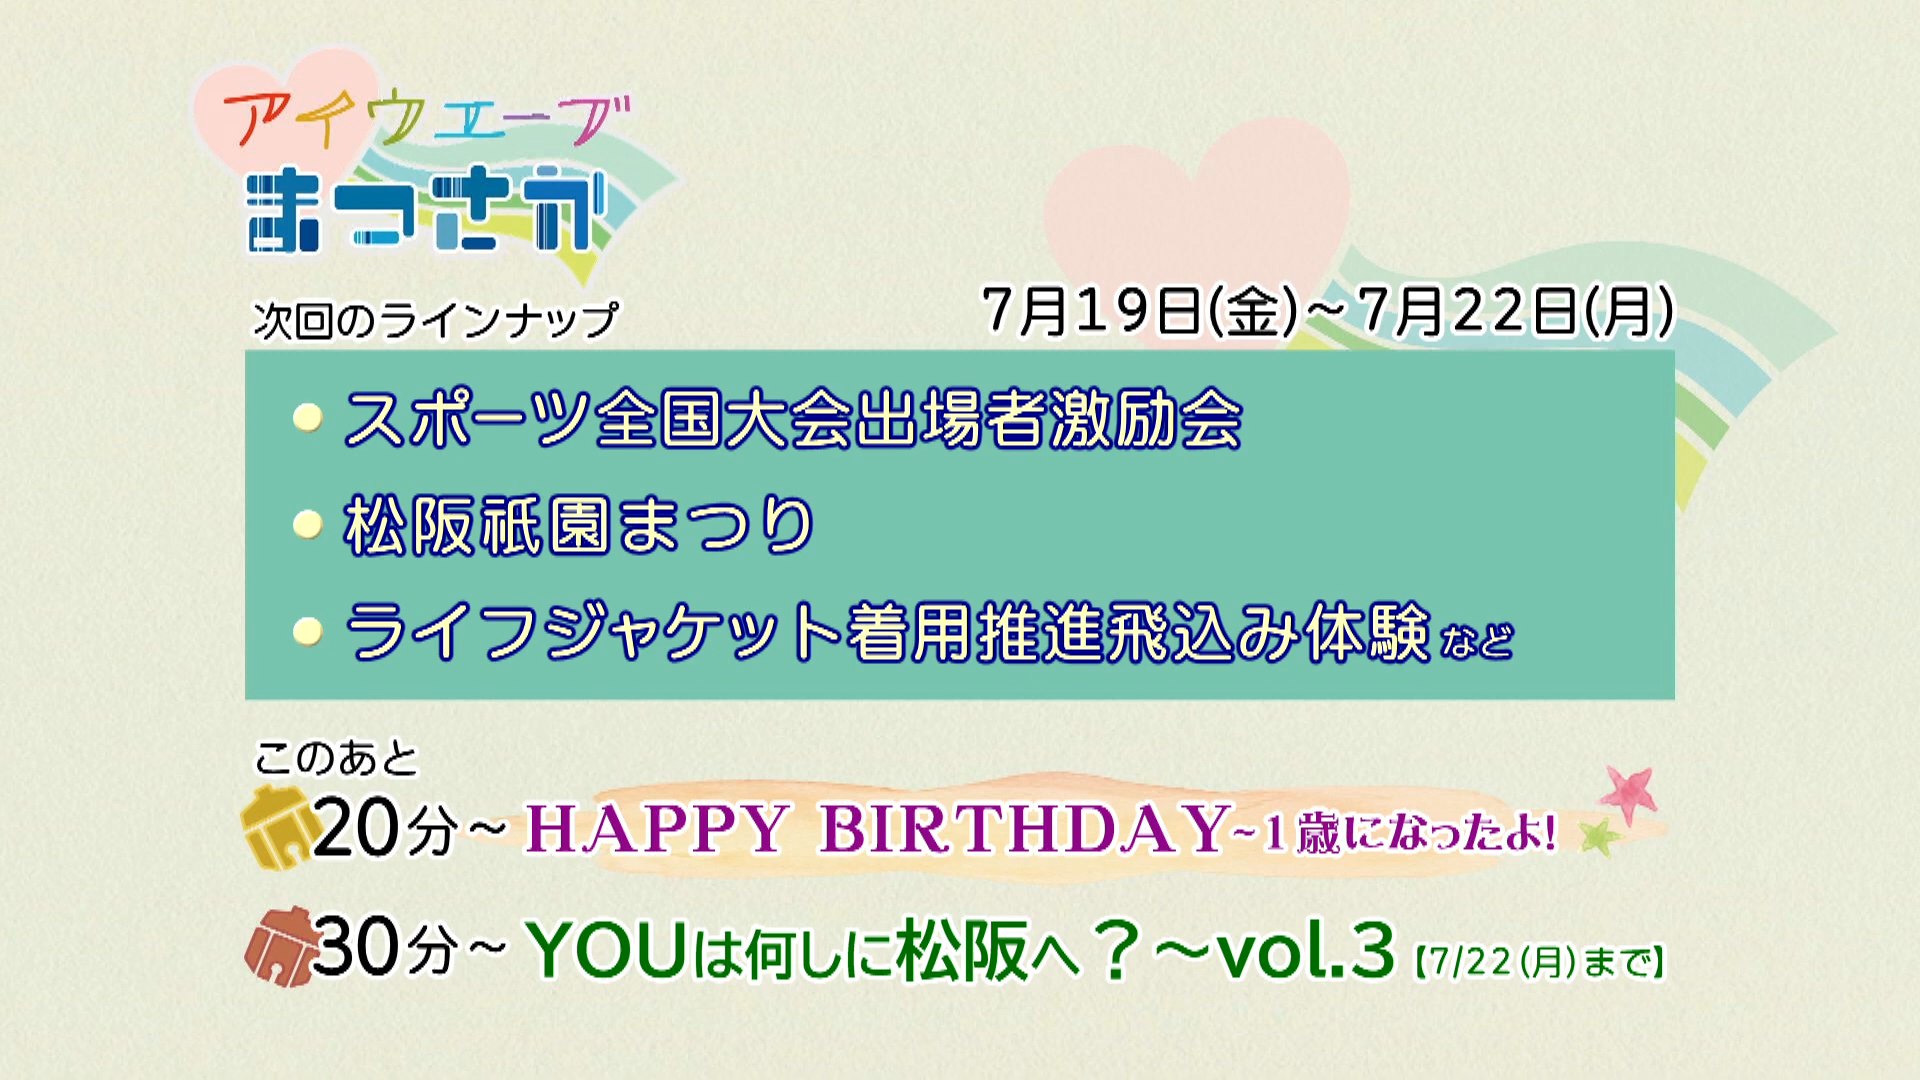 アイウエーブ
まつさか
次回のラインナップ
7月19日(金)~7月22日(月)
スポーツ全国大会出場者激励会
松阪祇園まつり
ライフジャケット着用推進飛込み体験 など
このあと
20分~ HAPPY BIRTHDAY~1歳になったよ!
30分~ YOUは何しに松阪へ?~vol.3【7/22(月)まで】